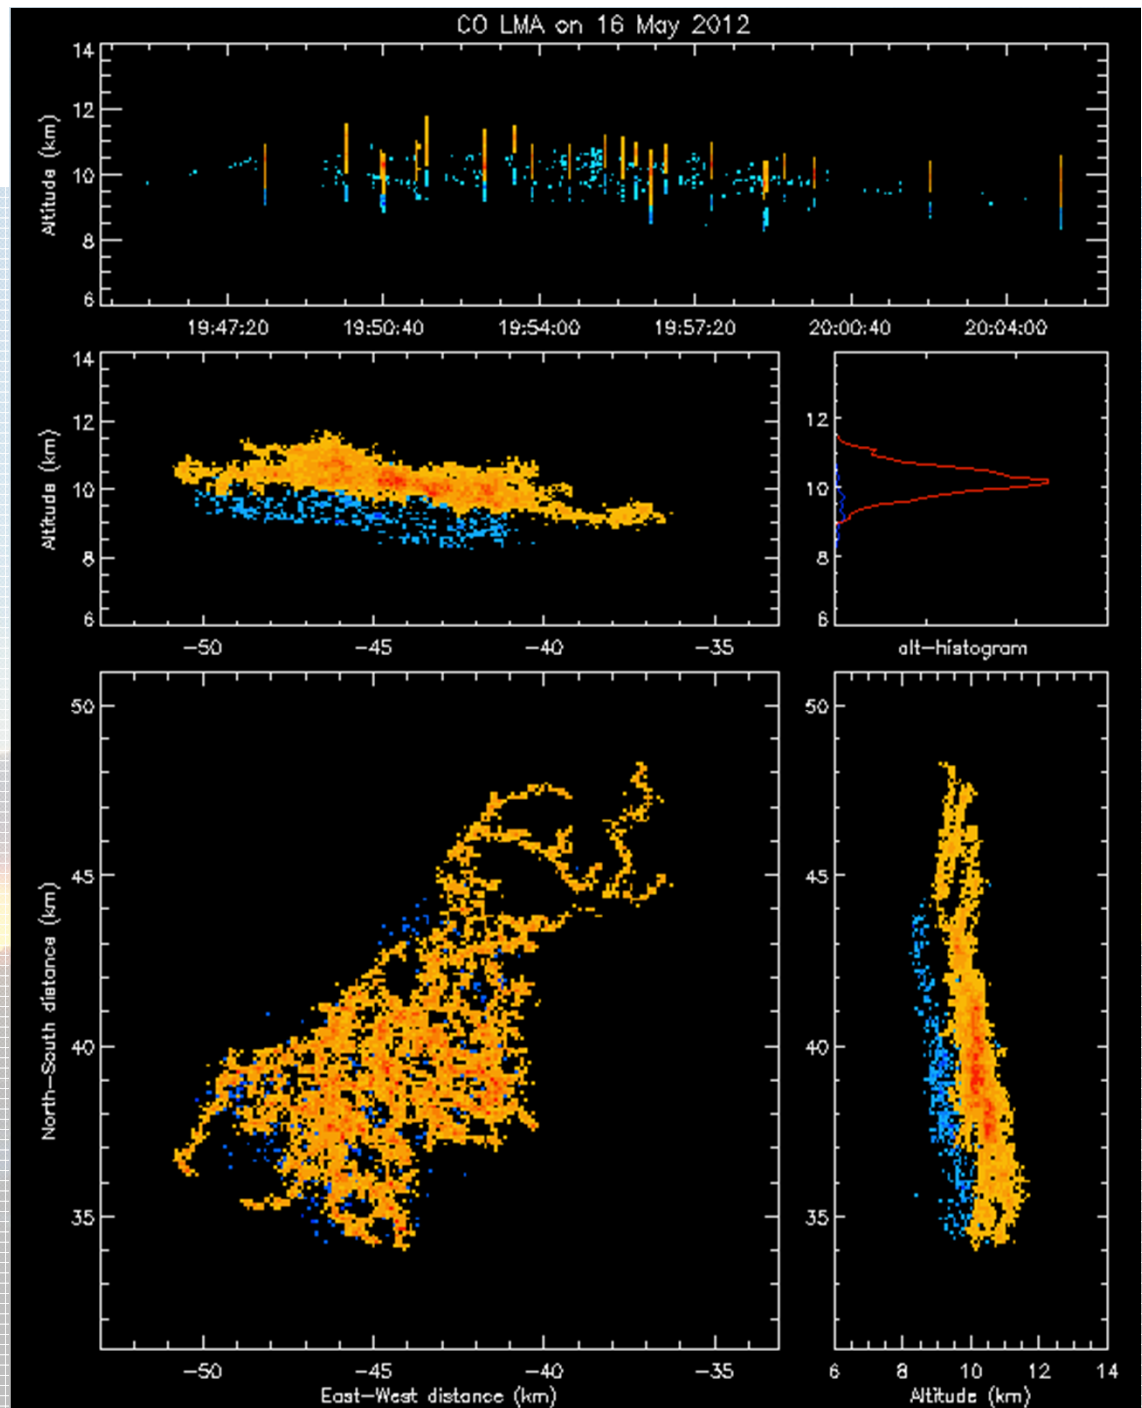 CO LMA on 16 May 2012
14
12
10
8
6
Altitude (km)
19:47:20 19:50:40 19:54:00 19:57:20 20:00:40 20:04:00
14
12
10
8
6
Altitude (km)
-50 -45 -40 -35
12
10
8
6
alt-histogram
50
45
40
35
North-South distance (km)
-50 -45 -40 -35
East-West distance (km)
50
45
40
35
6 8 10 12 14
Altitude (km)